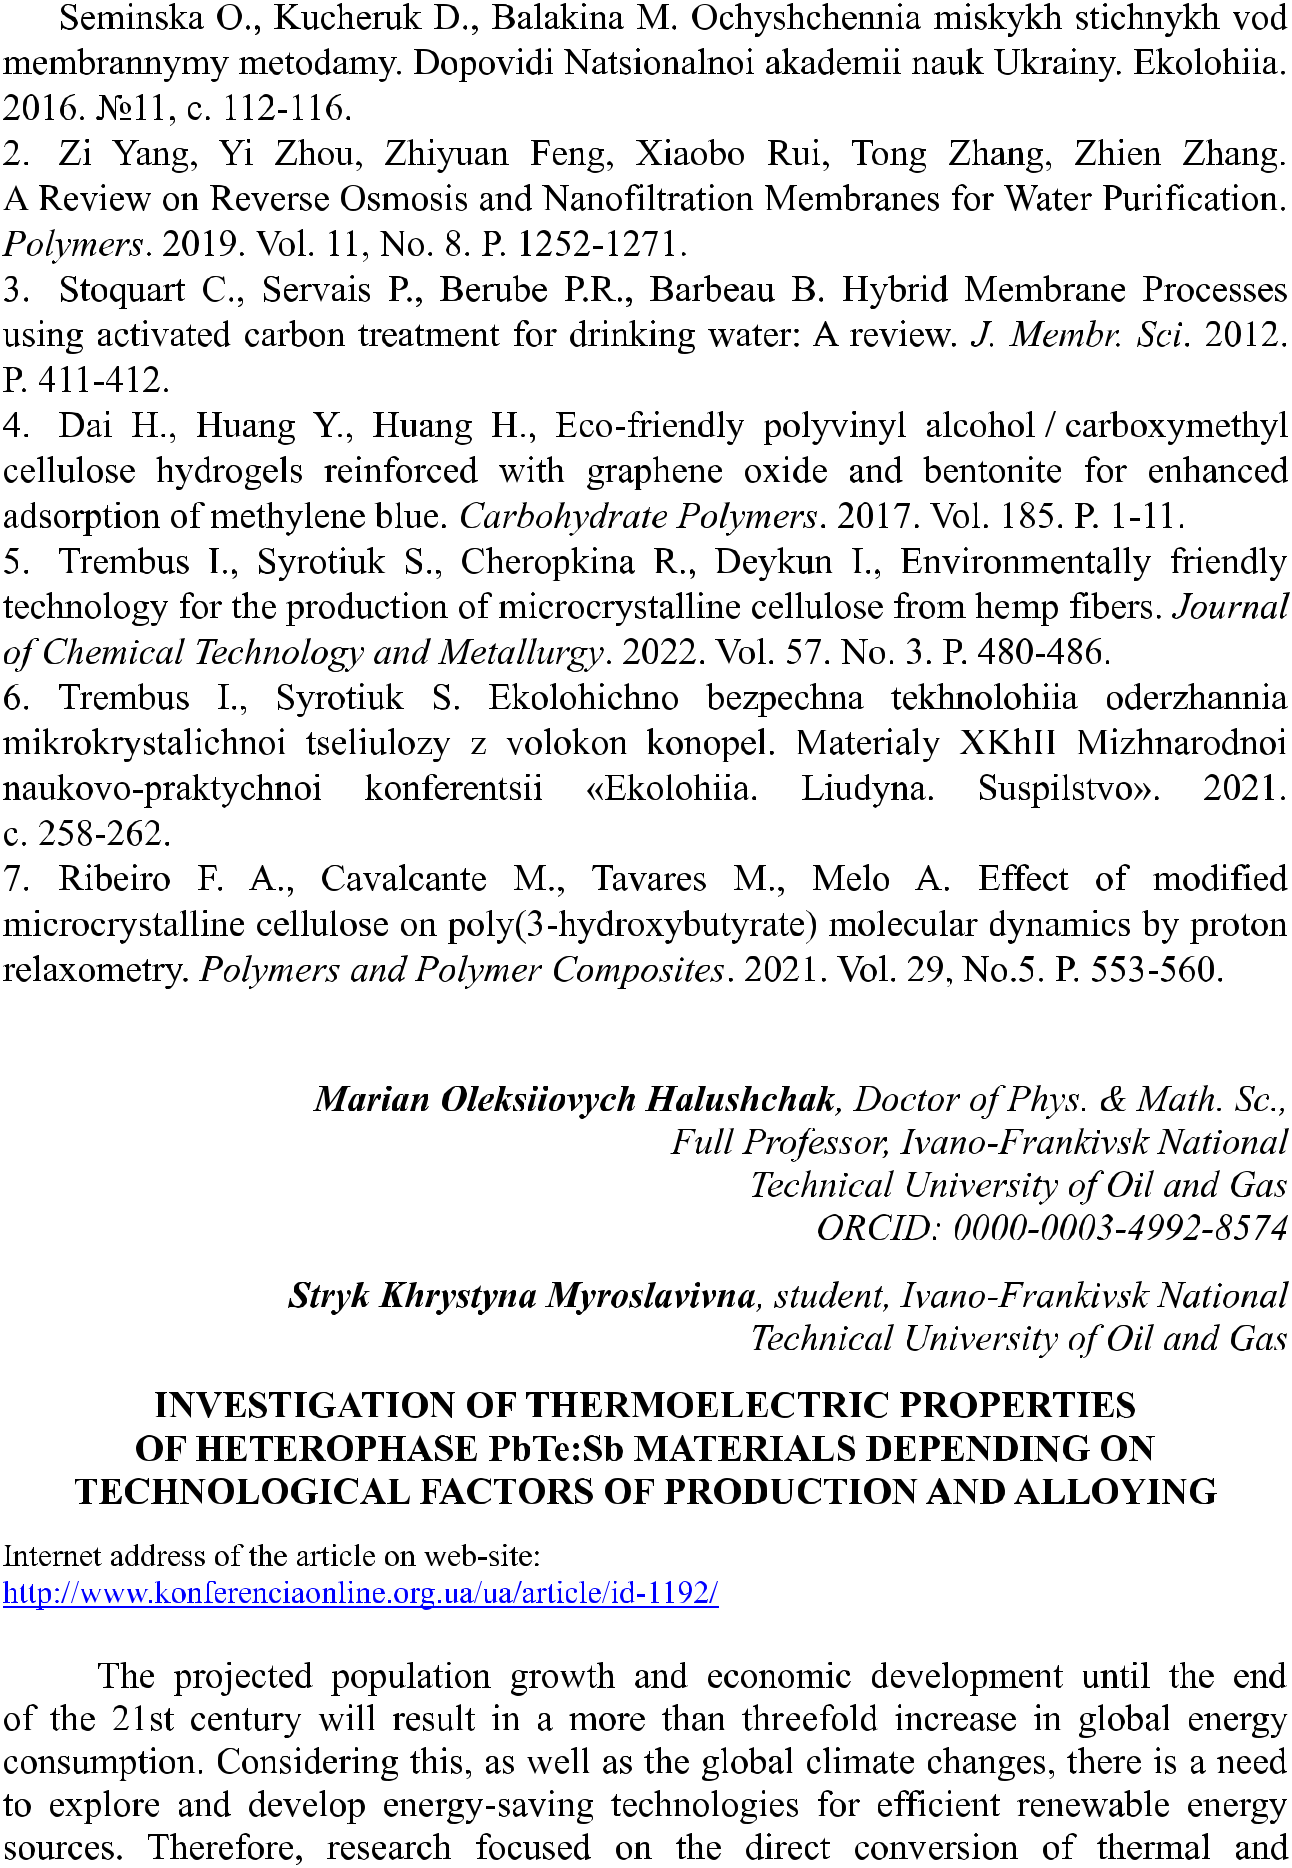 Seminska O., Kucheruk D., Balakina M. Ochyshchennia miskykh stichnykh vod
membrannymy metodamy. Dopovidi Natsionalnoi akademii nauk Ukrainy. Ekolohiia.
2016. №11, c. 112-116.
2. Zi Yang, Yi Zhou, Zhiyuan Feng, Xiaobo Rui, Tong Zhang, Zhien Zhang.
A Review on Reverse Osmosis and Nanofiltration Membranes for Water Purification.
Polymers. 2019. Vol. 11, No. 8. P. 1252-1271.
3. Stoquart C., Servais P., Berube P.R., Barbeau B. Hybrid Membrane Processes
using activated carbon treatment for drinking water: A review. J. Membr. Sci. 2012.
P. 411-412.
4. Dai H., Huang Y., Huang H., Eco-friendly polyvinyl alcohol / carboxymethyl
cellulose hydrogels reinforced with graphene oxide and bentonite for enhanced
adsorption of methylene blue. Carbohydrate Polymers. 2017. Vol. 185. P. 1-11.
5. Trembus I., Syrotiuk S., Cheropkina R., Deykun I., Environmentally friendly
technology for the production of microcrystalline cellulose from hemp fibers. Journal
of Chemical Technology and Metallurgy. 2022. Vol. 57. No. 3. P. 480-486.
6. Trembus I., Syrotiuk S. Ekolohichno bezpechna tekhnolohiia oderzhannia
mikrokrystalichnoi tseliulozy z volokon konopel. Materialy XKhII Mizhnarodnoi
naukovo-praktychnoi konferentsii «Ekolohiia. Liudyna. Suspilstvo». 2021.
c. 258-262.
7. Ribeiro F. A., Cavalcante M., Tavares M., Melo A. Effect of modified
microcrystalline cellulose on poly(3-hydroxybutyrate) molecular dynamics by proton
relaxometry. Polymers and Polymer Composites. 2021. Vol. 29, No.5. P. 553-560.
Marian Oleksiiovych Halushchak, Doctor of Phys. & Math. Sc.,
Full Professor, Ivano-Frankivsk National
Technical University of Oil and Gas
ORCID: 0000-0003-4992-8574
Stryk Khrystyna Myroslavivna, student, Ivano-Frankivsk National
Technical University of Oil and Gas
INVESTIGATION OF THERMOELECTRIC PROPERTIES
OF HETEROPHASE PbTe:Sb MATERIALS DEPENDING ON
TECHNOLOGICAL FACTORS OF PRODUCTION AND ALLOYING
Internet address of the article on web-site:
http://www.konferenciaonline.org.ua/ua/article/id-1192/
The projected population growth and economic development until the end
of the 21st century will result in a more than threefold increase in global energy
consumption. Considering this, as well as the global climate changes, there is a need
to explore and develop energy-saving technologies for efficient renewable energy
sources. Therefore, research focused on the direct conversion of thermal and